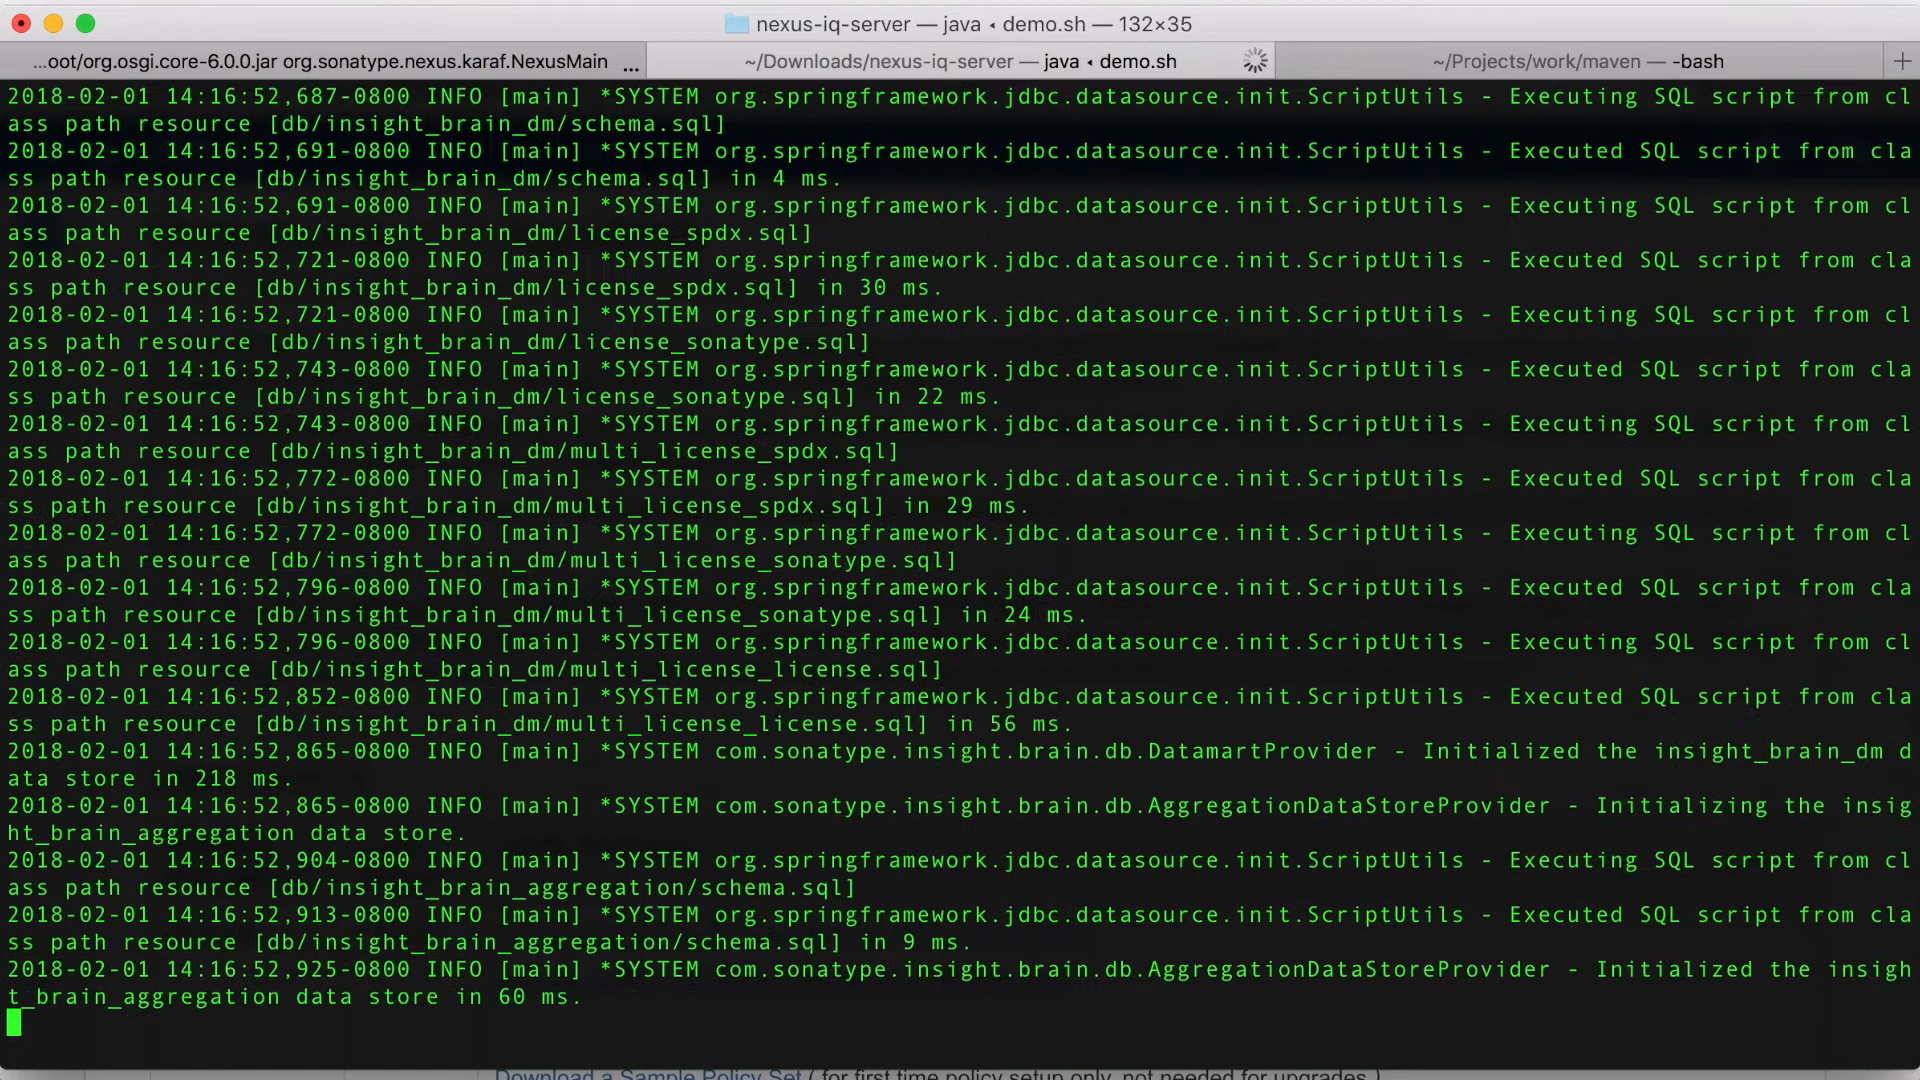 nexus-iq-server — java ◂ demo.sh — 132×35
...oot/org.osgi.core-6.0.0.jar org.sonatype.nexus.karaf.NexusMain ...
~/Downloads/nexus-iq-server — java ◂ demo.sh
~/Projects/work/maven — -bash
2018-02-01 14:16:52,687-0800 INFO [main] *SYSTEM org.springframework.jdbc.datasource.init.ScriptUtils - Executing SQL script from cl
ass path resource [db/insight_brain_dm/schema.sql]
2018-02-01 14:16:52,691-0800 INFO [main] *SYSTEM org.springframework.jdbc.datasource.init.ScriptUtils - Executed SQL script from cla
ss path resource [db/insight_brain_dm/schema.sql] in 4 ms.
2018-02-01 14:16:52,691-0800 INFO [main] *SYSTEM org.springframework.jdbc.datasource.init.ScriptUtils - Executing SQL script from cl
ass path resource [db/insight_brain_dm/license_spdx.sql]
2018-02-01 14:16:52,721-0800 INFO [main] *SYSTEM org.springframework.jdbc.datasource.init.ScriptUtils - Executed SQL script from cla
ss path resource [db/insight_brain_dm/license_spdx.sql] in 30 ms.
2018-02-01 14:16:52,721-0800 INFO [main] *SYSTEM org.springframework.jdbc.datasource.init.ScriptUtils - Executing SQL script from cl
ass path resource [db/insight_brain_dm/license_sonatype.sql]
2018-02-01 14:16:52,743-0800 INFO [main] *SYSTEM org.springframework.jdbc.datasource.init.ScriptUtils - Executed SQL script from cla
ss path resource [db/insight_brain_dm/license_sonatype.sql] in 22 ms.
2018-02-01 14:16:52,743-0800 INFO [main] *SYSTEM org.springframework.jdbc.datasource.init.ScriptUtils - Executing SQL script from cl
ass path resource [db/insight_brain_dm/multi_license_spdx.sql]
2018-02-01 14:16:52,772-0800 INFO [main] *SYSTEM org.springframework.jdbc.datasource.init.ScriptUtils - Executed SQL script from cla
ss path resource [db/insight_brain_dm/multi_license_spdx.sql] in 29 ms.
2018-02-01 14:16:52,772-0800 INFO [main] *SYSTEM org.springframework.jdbc.datasource.init.ScriptUtils - Executing SQL script from cl
ass path resource [db/insight_brain_dm/multi_license_sonatype.sql]
2018-02-01 14:16:52,796-0800 INFO [main] *SYSTEM org.springframework.jdbc.datasource.init.ScriptUtils - Executed SQL script from cla
ss path resource [db/insight_brain_dm/multi_license_sonatype.sql] in 24 ms.
2018-02-01 14:16:52,796-0800 INFO [main] *SYSTEM org.springframework.jdbc.datasource.init.ScriptUtils - Executing SQL script from cl
ass path resource [db/insight_brain_dm/multi_license_license.sql]
2018-02-01 14:16:52,852-0800 INFO [main] *SYSTEM org.springframework.jdbc.datasource.init.ScriptUtils - Executed SQL script from cla
ss path resource [db/insight_brain_dm/multi_license_license.sql] in 56 ms.
2018-02-01 14:16:52,865-0800 INFO [main] *SYSTEM com.sonatype.insight.brain.db.DatamartProvider - Initialized the insight_brain_dm d
ata store in 218 ms.
2018-02-01 14:16:52,865-0800 INFO [main] *SYSTEM com.sonatype.insight.brain.db.AggregationDataStoreProvider - Initializing the insig
ht_brain_aggregation data store.
2018-02-01 14:16:52,904-0800 INFO [main] *SYSTEM org.springframework.jdbc.datasource.init.ScriptUtils - Executing SQL script from cl
ass path resource [db/insight_brain_aggregation/schema.sql]
2018-02-01 14:16:52,913-0800 INFO [main] *SYSTEM org.springframework.jdbc.datasource.init.ScriptUtils - Executed SQL script from cla
ss path resource [db/insight_brain_aggregation/schema.sql] in 9 ms.
2018-02-01 14:16:52,925-0800 INFO [main] *SYSTEM com.sonatype.insight.brain.db.AggregationDataStoreProvider - Initialized the insigh
t_brain_aggregation data store in 60 ms.
Download a Sample Policy Set ( for first time policy setup only, not needed for upgrades )